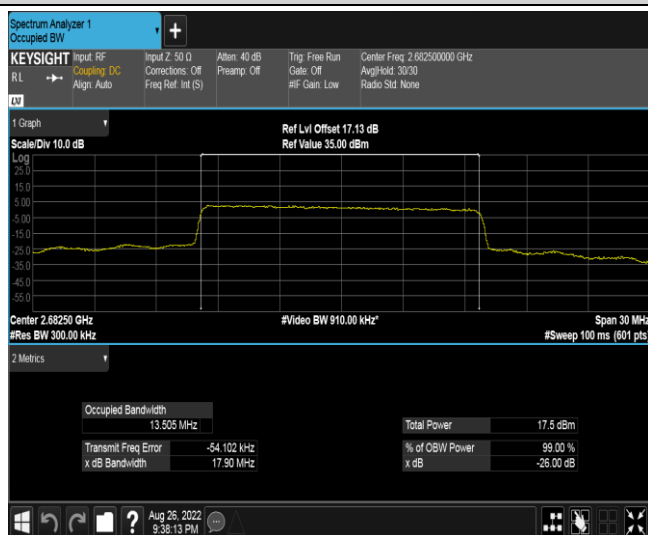 Spectrum Analyzer 1
Occupied BW
+
KEYSIGHT
RL
LXI
Input: RF
Coupling: DC
Align: Auto
Input Z: 50 Ω
Corrections: Off
Freq Ref: Int (S)
Atten: 40 dB
Preamp: Off
Trig: Free Run
Gate: Off
#IF Gain: Low
Center Freq: 2.682500000 GHz
Avg|Hold: 30/30
Radio Std: None
1 Graph
Scale/Div 10.0 dB
Ref Lvl Offset 17.13 dB
Ref Value 35.00 dBm
Log
25.0
15.0
5.00
-5.00
-15.0
-25.0
-35.0
-45.0
-55.0
Center 2.68250 GHz
#Video BW 910.00 kHz*
Span 30 MHz
#Res BW 300.00 kHz
#Sweep 100 ms (601 pts)
2 Metrics
Occupied Bandwidth
13.505 MHz
Total Power 17.5 dBm
Transmit Freq Error -54.102 kHz
% of OBW Power 99.00 %
x dB Bandwidth 17.90 MHz
x dB -26.00 dB
?
Aug 26, 2022
9:38:13 PM